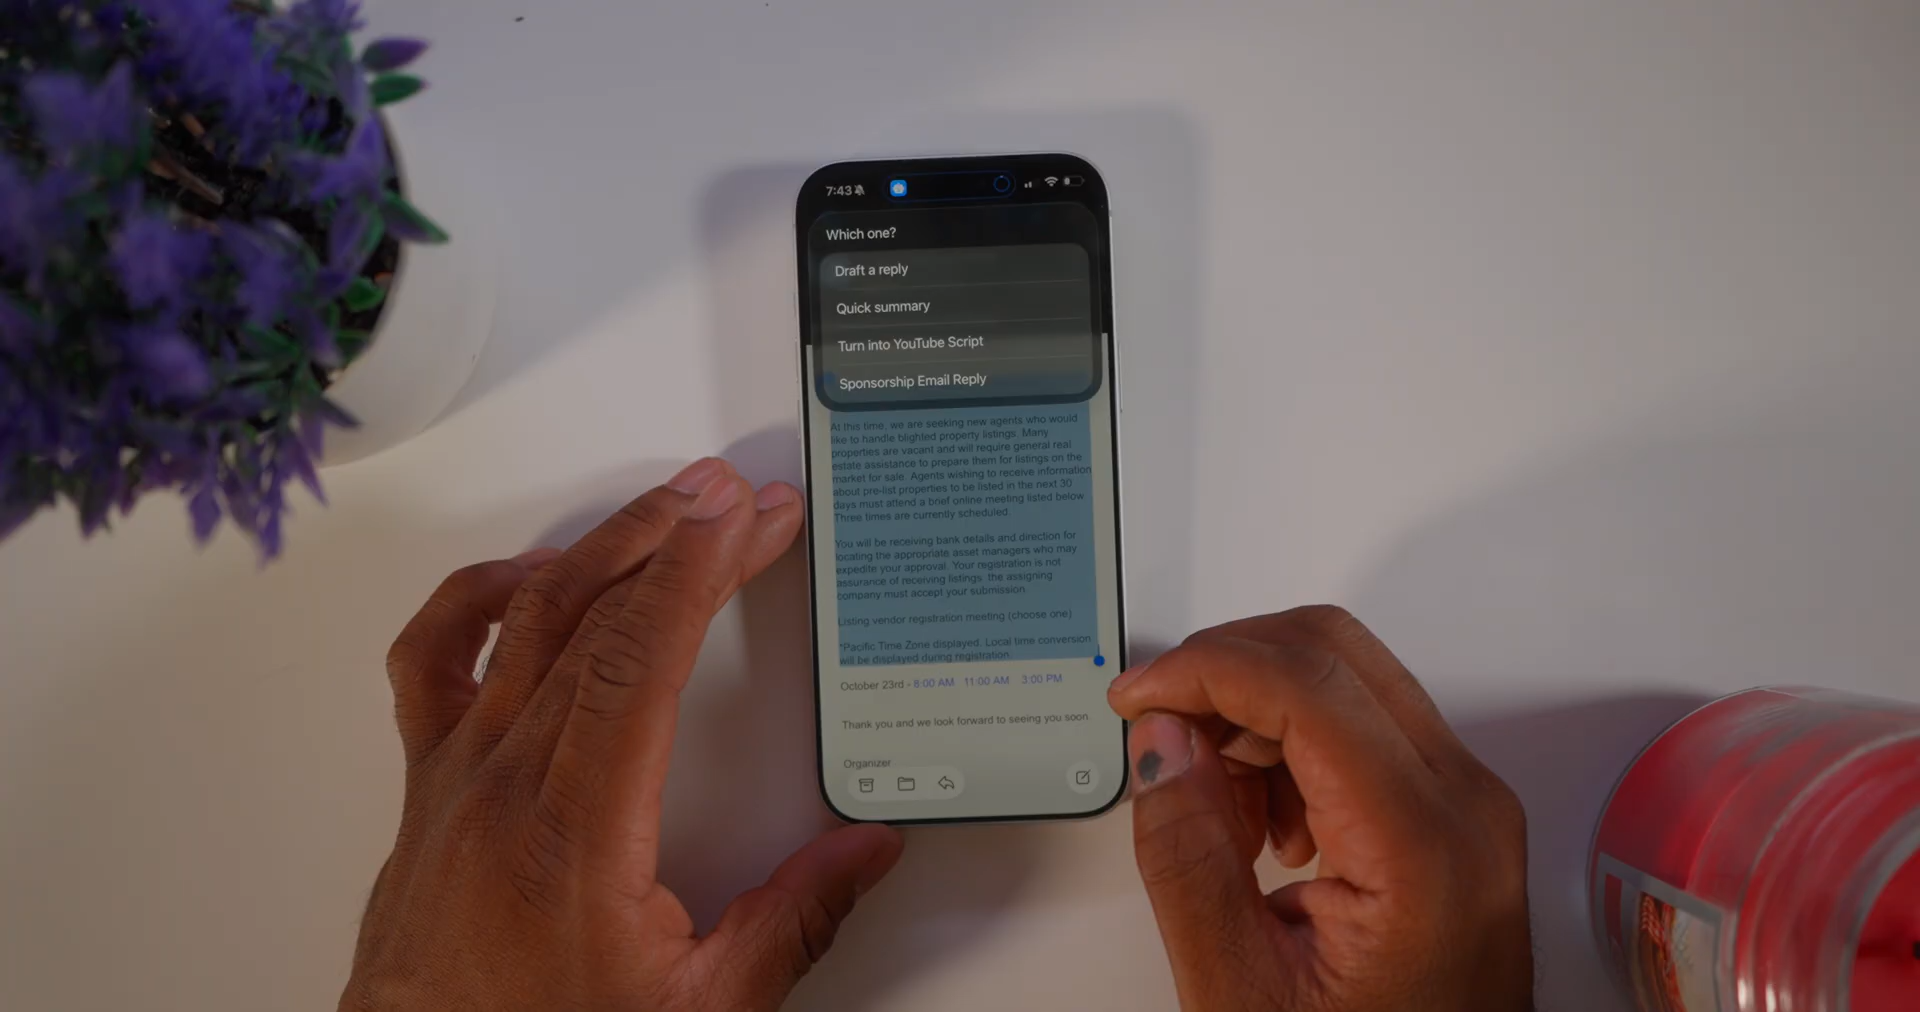 7:43
Which one?
Draft a reply
Quick summary
Turn into YouTube Script
Sponsorship Email Reply
At this time, we are seeking new agents who would
like to handle blighted property listings. Many
properties are vacant and will require general real
estate assistance to prepare them for listings on the
market for sale. Agents wishing to receive information
about pre-list properties to be listed in the next 30
days must attend a brief online meeting listed below
Three times are currently scheduled.
You will be receiving bank details and direction for
locating the appropriate asset managers who may
expedite your approval. Your registration is not
assurance of receiving listings. the assigning
company must accept your submission.
Listing vendor registration meeting (choose one)
*Pacific Time Zone displayed. Local time conversion
will be displayed during registration.
October 23rd - 8:00 AM 11:00 AM 3:00 PM
Thank you and we look forward to seeing you soon.
Organizer